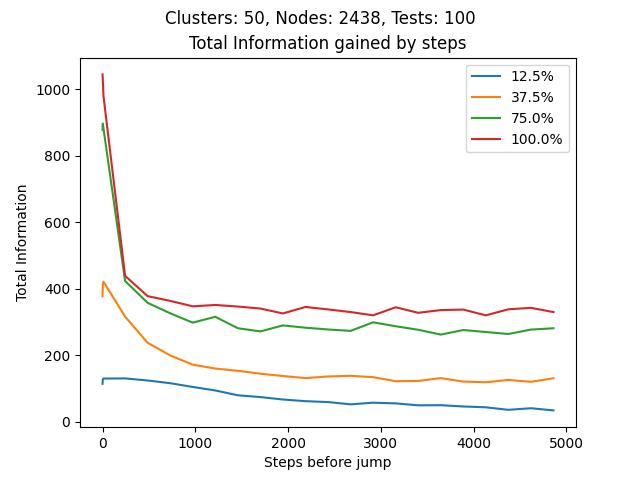 Clusters: 50, Nodes: 2438, Tests: 100
Total Information gained by steps
12.5%
37.5%
75.0%
100.0%
1000
800
600
400
200
0
Total Information
0 1000 2000 3000 4000 5000
Steps before jump